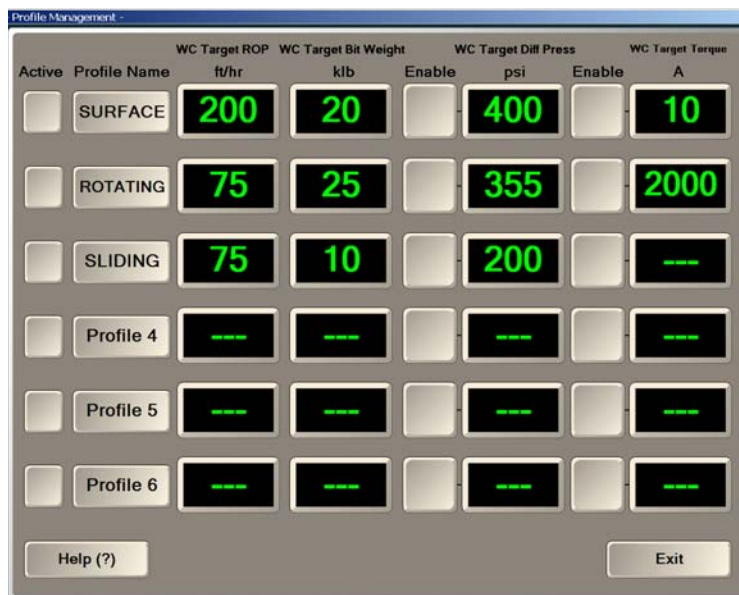 Profile Management -
WC Target ROP WC Target Bit Weight WC Target Diff Press WC Target Torque
Active Profile Name ft/hr klb Enable psi Enable A
SURFACE 200 20 400 10
ROTATING 75 25 355 2000
SLIDING 75 10 200 ---
Profile 4 --- --- --- ---
Profile 5 --- --- --- ---
Profile 6 --- --- --- ---
Help (?) Exit